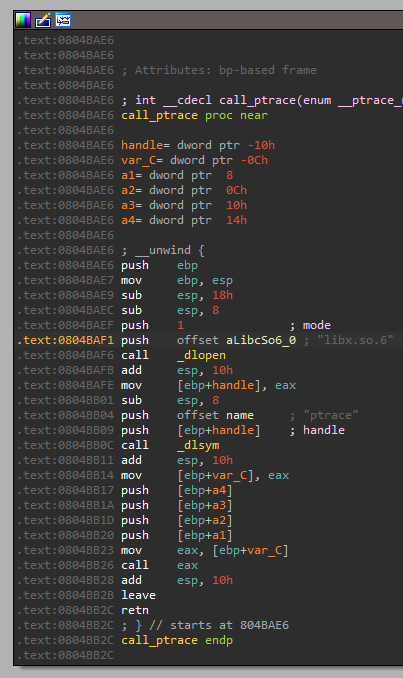 .text:0804BAE6
.text:0804BAE6
.text:0804BAE6 ; Attributes: bp-based frame
.text:0804BAE6
.text:0804BAE6 ; int __cdecl call_ptrace(enum __ptrace_r
.text:0804BAE6 call_ptrace proc near
.text:0804BAE6
.text:0804BAE6 handle= dword ptr -10h
.text:0804BAE6 var_C= dword ptr -0Ch
.text:0804BAE6 a1= dword ptr  8
.text:0804BAE6 a2= dword ptr  0Ch
.text:0804BAE6 a3= dword ptr  10h
.text:0804BAE6 a4= dword ptr  14h
.text:0804BAE6
.text:0804BAE6 ; __unwind {
.text:0804BAE6 push    ebp
.text:0804BAE7 mov     ebp, esp
.text:0804BAE9 sub     esp, 18h
.text:0804BAEC sub     esp, 8
.text:0804BAEF push    1               ; mode
.text:0804BAF1 push    offset aLibcSo6_0 ; "libx.so.6"
.text:0804BAF6 call    _dlopen
.text:0804BAFB add     esp, 10h
.text:0804BAFE mov     [ebp+handle], eax
.text:0804BB01 sub     esp, 8
.text:0804BB04 push    offset name     ; "ptrace"
.text:0804BB09 push    [ebp+handle]    ; handle
.text:0804BB0C call    _dlsym
.text:0804BB11 add     esp, 10h
.text:0804BB14 mov     [ebp+var_C], eax
.text:0804BB17 push    [ebp+a4]
.text:0804BB1A push    [ebp+a3]
.text:0804BB1D push    [ebp+a2]
.text:0804BB20 push    [ebp+a1]
.text:0804BB23 mov     eax, [ebp+var_C]
.text:0804BB26 call    eax
.text:0804BB28 add     esp, 10h
.text:0804BB2B leave
.text:0804BB2C retn
.text:0804BB2C ; } // starts at 804BAE6
.text:0804BB2C call_ptrace endp
.text:0804BB2C